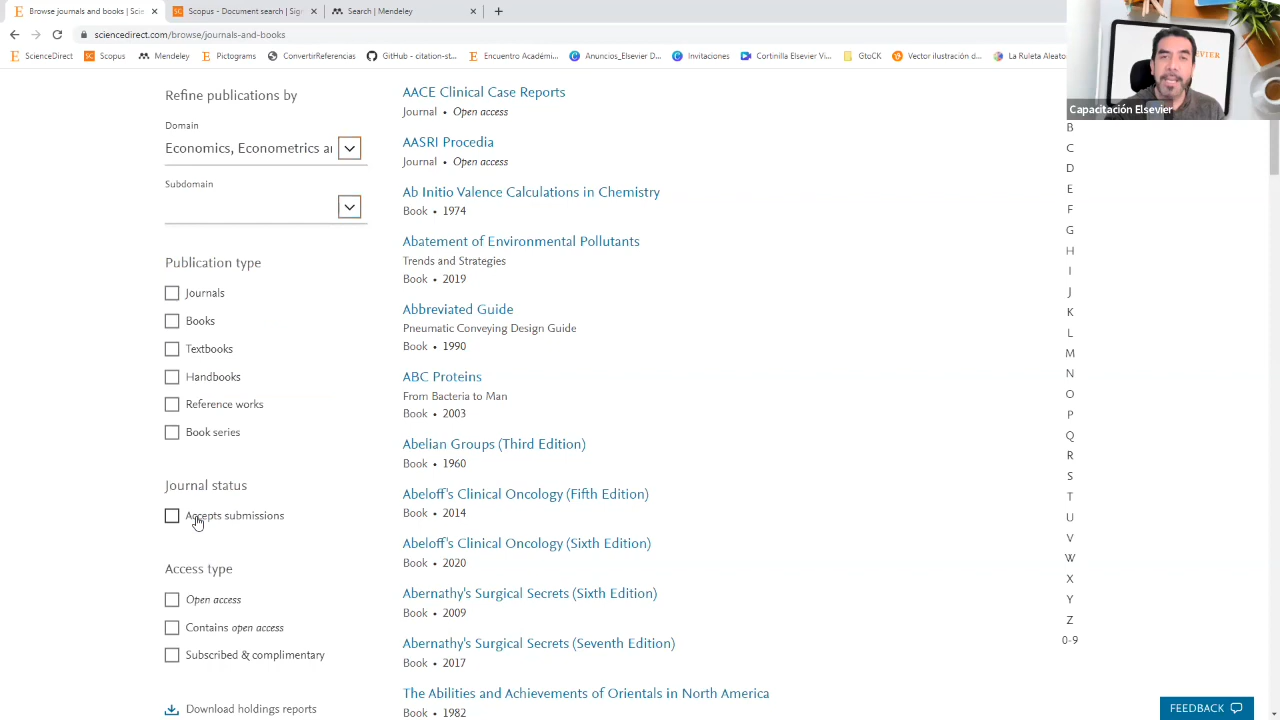 Browse journals and books | Scie
Scopus - Document search | Sign
Search | Mendeley
sciencedirect.com/browse/journals-and-books
ScienceDirect
Scopus
Mendeley
Pictograms
ConvertirReferencias
GitHub - citation-st...
Encuentro Académi...
Anuncios_Elsevier D...
Invitaciones
Cortinilla Elsevier Vi...
GtoCK
Vector ilustración d...
La Ruleta Aleato
Capacitación Elsevier
Refine publications by
Domain
Economics, Econometrics a
Subdomain
Publication type
Journals
Books
Textbooks
Handbooks
Reference works
Book series
Journal status
Accepts submissions
Access type
Open access
Contains open access
Subscribed & complimentary
Download holdings reports
AACE Clinical Case Reports
Journal • Open access
AASRI Procedia
Journal • Open access
Ab Initio Valence Calculations in Chemistry
Book • 1974
Abatement of Environmental Pollutants
Trends and Strategies
Book • 2019
Abbreviated Guide
Pneumatic Conveying Design Guide
Book • 1990
ABC Proteins
From Bacteria to Man
Book • 2003
Abelian Groups (Third Edition)
Book • 1960
Abeloff's Clinical Oncology (Fifth Edition)
Book • 2014
Abeloff's Clinical Oncology (Sixth Edition)
Book • 2020
Abernathy's Surgical Secrets (Sixth Edition)
Book • 2009
Abernathy's Surgical Secrets (Seventh Edition)
Book • 2017
The Abilities and Achievements of Orientals in North America
Book • 1982
B
C
D
E
F
G
H
I
J
K
L
M
N
O
P
Q
R
S
T
U
V
W
X
Y
Z
0-9
FEEDBACK